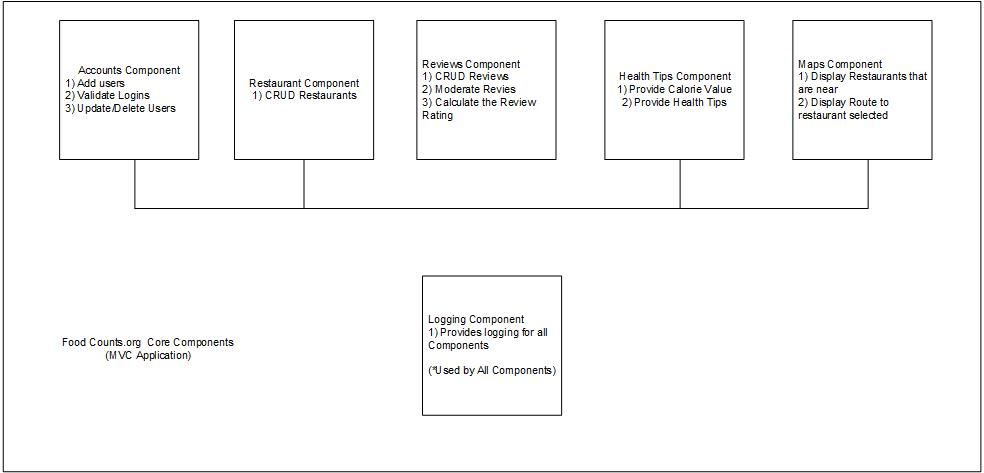 Accounts Component
1) Add users
2) Validate Logins
3) Update/Delete Users
Restaurant Component
1) CRUD Restaurants
Reviews Component
1) CRUD Reviews
2) Moderate Revies
3) Calculate the Review
Rating
Health Tips Component
1) Provide Calorie Value
2) Provide Health Tips
Maps Component
1) Display Restaurants that
are near
2) Display Route to
restaurant selected
Food Counts.org  Core Components
(MVC Application)
Logging Component
1) Provides logging for all
Components
(*Used by All Components)